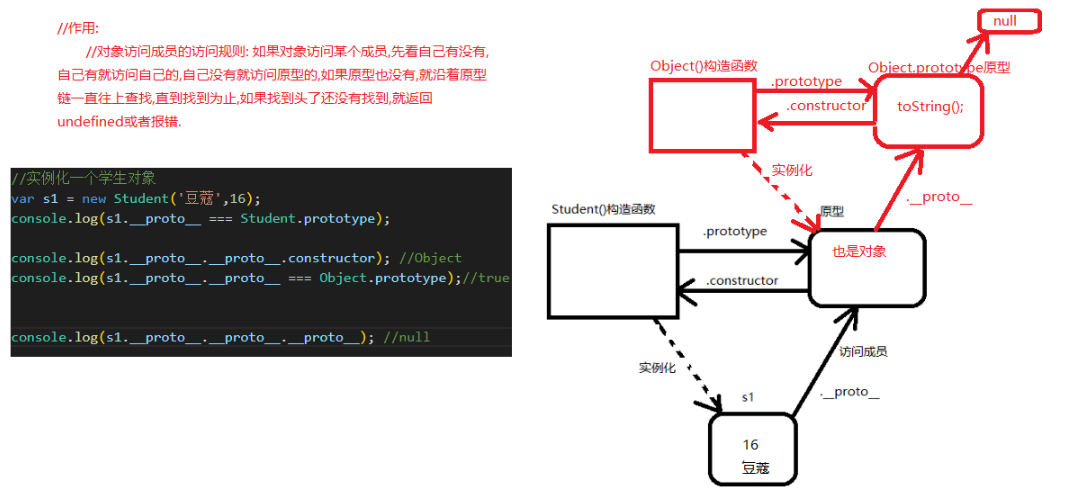 //作用:
//对象访问成员的访问规则: 如果对象访问某个成员,先看自己有没有,
自己有就访问自己的,自己没有就访问原型的,如果原型也没有,就沿着原型
链一直往上查找,直到找到为止,如果找到头了还没有找到,就返回
undefined或者报错.
//实例化一个学生对象
var s1 = new Student('豆蔻',16);
console.log(s1.__proto__ === Student.prototype);
console.log(s1.__proto__.__proto__.constructor); //Object
console.log(s1.__proto__.__proto__ === Object.prototype);//true
console.log(s1.__proto__.__proto__.__proto__); //null
null
Object()构造函数
Object.prototype原型
.prototype
.constructor
toString();
实例化
.__proto__
Student()构造函数
原型
.prototype
也是对象
.constructor
访问成员
实例化
.__proto__
s1
16
豆蔻